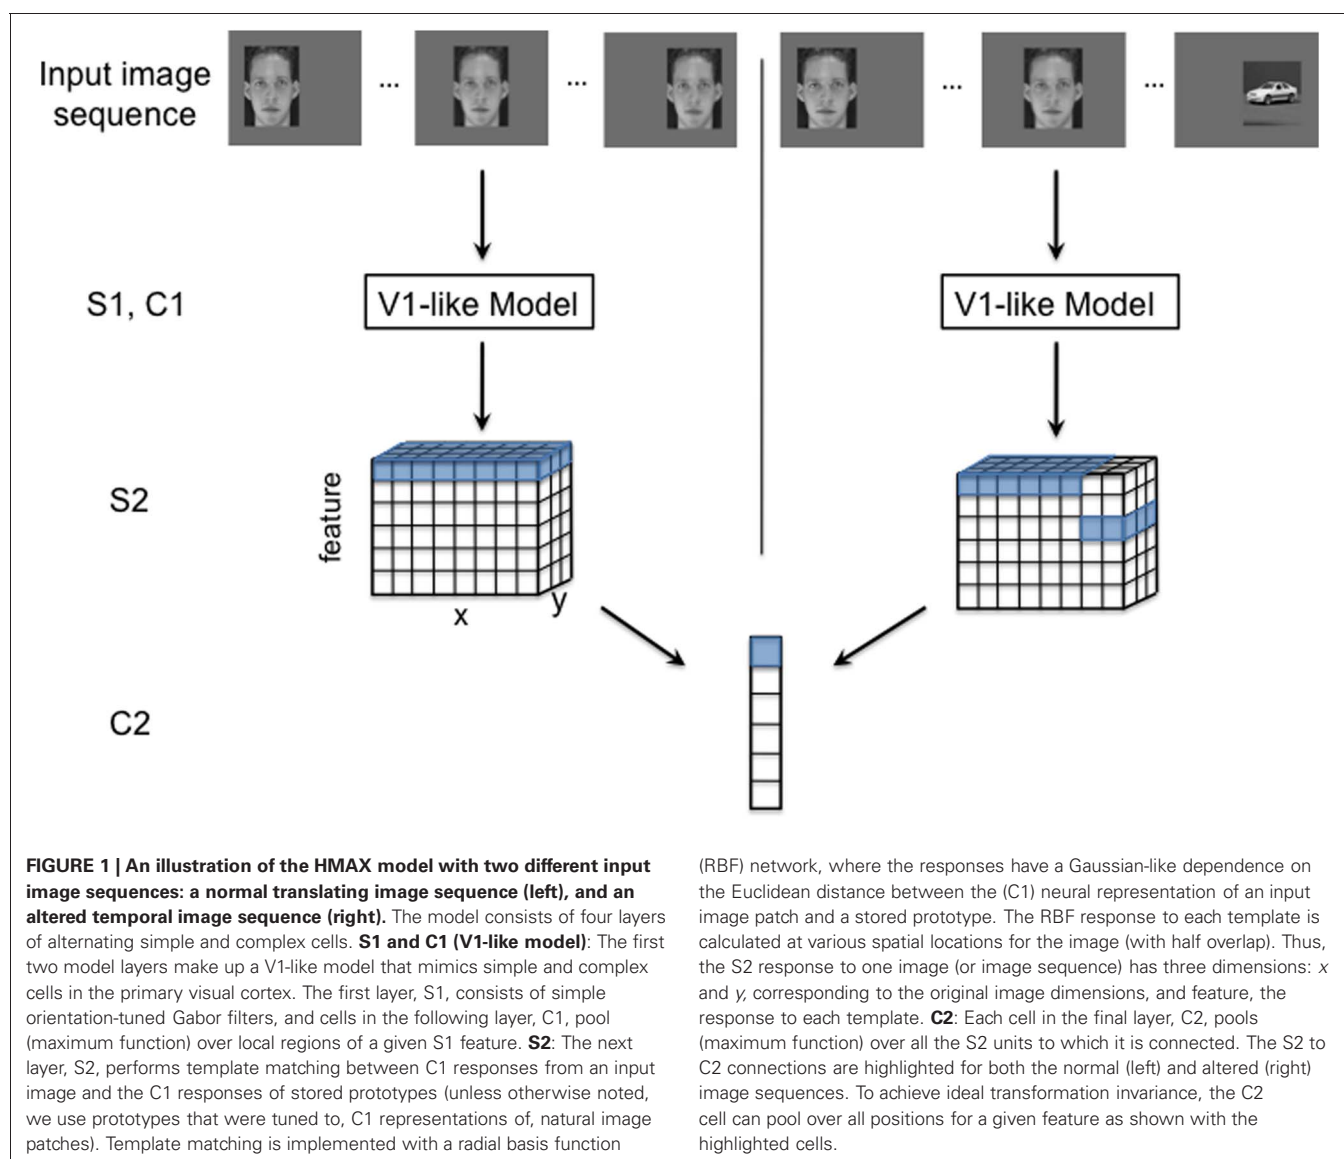 Input image
sequence
...
...
...
...
S1, C1
V1-like Model
V1-like Model
S2
feature
x
y
C2
FIGURE 1 | An illustration of the HMAX model with two different input
image sequences: a normal translating image sequence (left), and an
altered temporal image sequence (right). The model consists of four layers
of alternating simple and complex cells. S1 and C1 (V1-like model): The first
two model layers make up a V1-like model that mimics simple and complex
cells in the primary visual cortex. The first layer, S1, consists of simple
orientation-tuned Gabor filters, and cells in the following layer, C1, pool
(maximum function) over local regions of a given S1 feature. S2: The next
layer, S2, performs template matching between C1 responses from an input
image and the C1 responses of stored prototypes (unless otherwise noted,
we use prototypes that were tuned to, C1 representations of, natural image
patches). Template matching is implemented with a radial basis function
(RBF) network, where the responses have a Gaussian-like dependence on
the Euclidean distance between the (C1) neural representation of an input
image patch and a stored prototype. The RBF response to each template is
calculated at various spatial locations for the image (with half overlap). Thus,
the S2 response to one image (or image sequence) has three dimensions: x
and y, corresponding to the original image dimensions, and feature, the
response to each template. C2: Each cell in the final layer, C2, pools
(maximum function) over all the S2 units to which it is connected. The S2 to
C2 connections are highlighted for both the normal (left) and altered (right)
image sequences. To achieve ideal transformation invariance, the C2
cell can pool over all positions for a given feature as shown with the
highlighted cells.